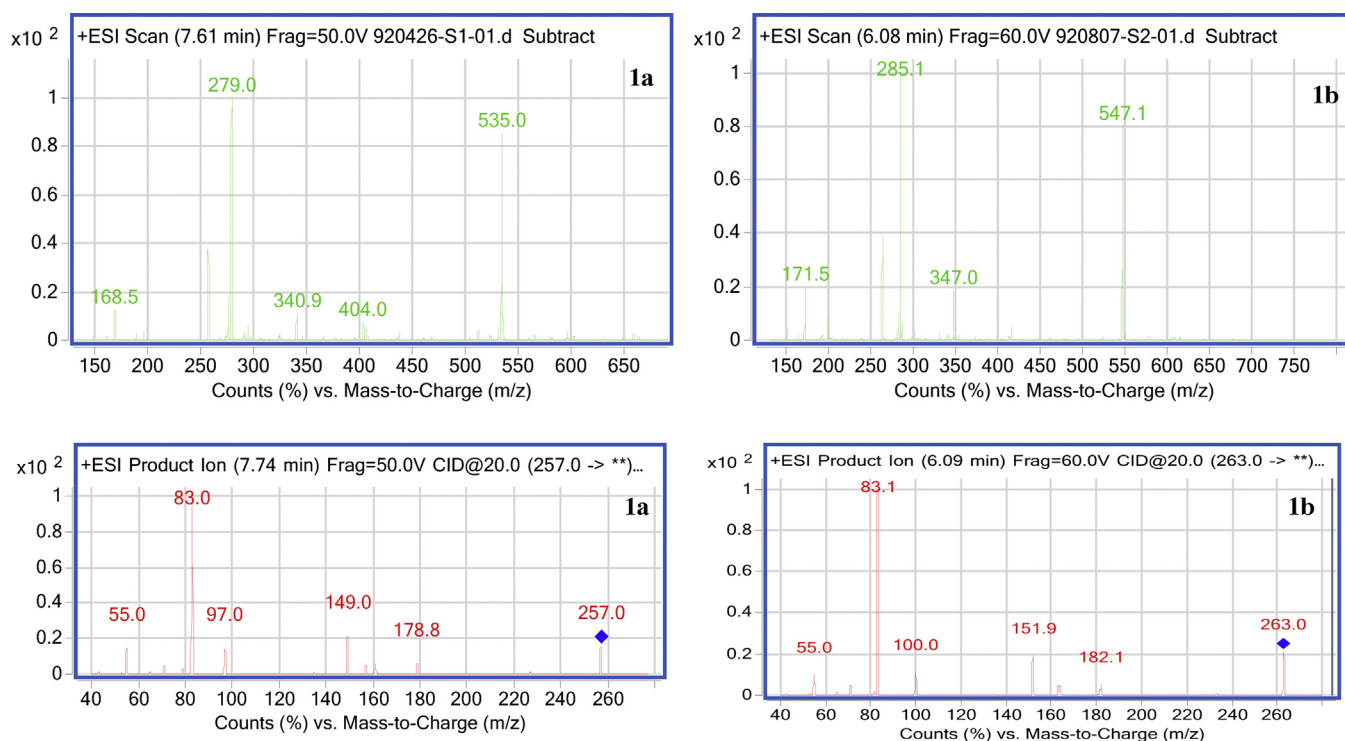 +ESI Scan (7.61 min) Frag=50.0V 920426-S1-01.d Subtract
x10 2
1a
279.0
535.0
168.5
340.9
404.0
1
0.8
0.6
0.4
0.2
0
150 200 250 300 350 400 450 500 550 600 650
Counts (%) vs. Mass-to-Charge (m/z)
+ESI Scan (6.08 min) Frag=60.0V 920807-S2-01.d Subtract
x10 2
1b
285.1
547.1
171.5
347.0
1
0.8
0.6
0.4
0.2
0
150 200 250 300 350 400 450 500 550 600 650 700 750
Counts (%) vs. Mass-to-Charge (m/z)
+ESI Product Ion (7.74 min) Frag=50.0V CID@20.0 (257.0 -> **)...
x10 2
1a
83.0
55.0
97.0
149.0
178.8
257.0
1
0.8
0.6
0.4
0.2
0
40 60 80 100 120 140 160 180 200 220 240 260
Counts (%) vs. Mass-to-Charge (m/z)
+ESI Product Ion (6.09 min) Frag=60.0V CID@20.0 (263.0 -> **)...
x10 2
1b
83.1
55.0
100.0
151.9
182.1
263.0
1
0.8
0.6
0.4
0.2
0
40 60 80 100 120 140 160 180 200 220 240 260
Counts (%) vs. Mass-to-Charge (m/z)